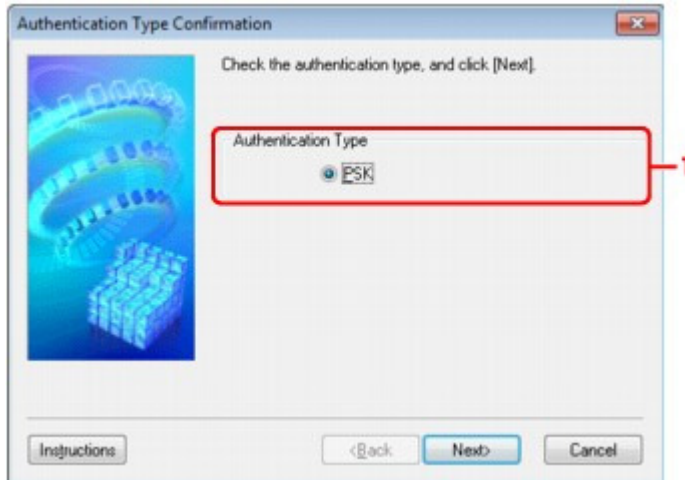 Authentication Type Confirmation
Check the authentication type, and click [Next].
Authentication Type
PSK
1
Instructions
<Back
Next>
Cancel